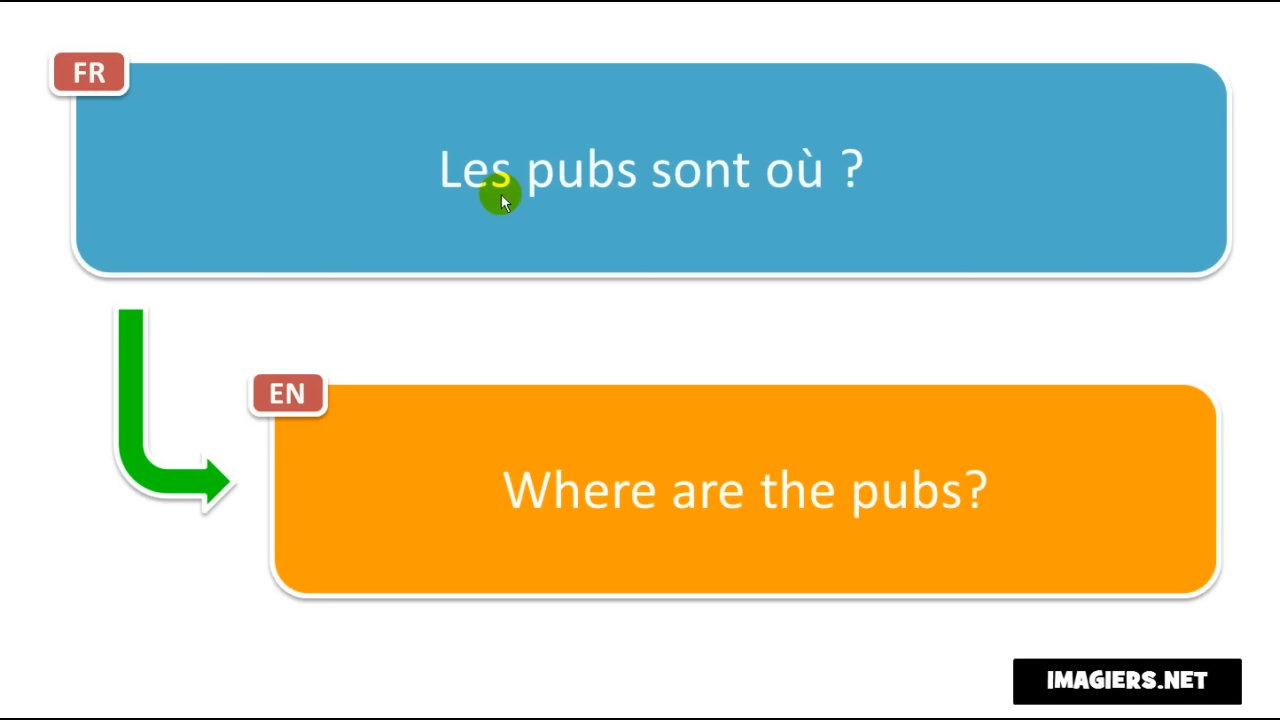 FR
Les pubs sont où ?
EN
Where are the pubs?
IMAGIERS.NET